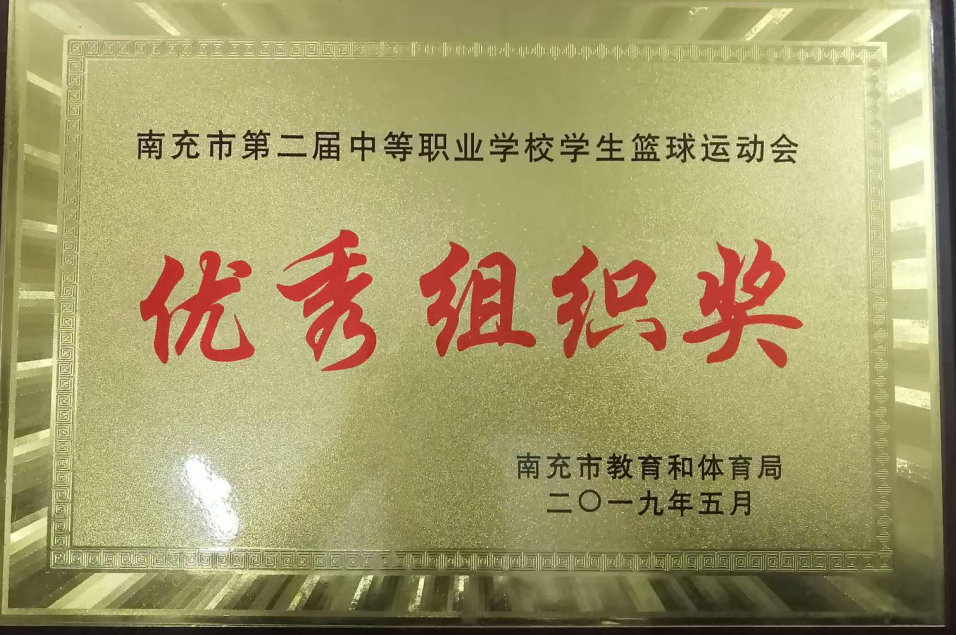 南充市第二届中等职业学校学生篮球运动会
优秀组织奖
南充市教育和体育局
二〇一九年五月